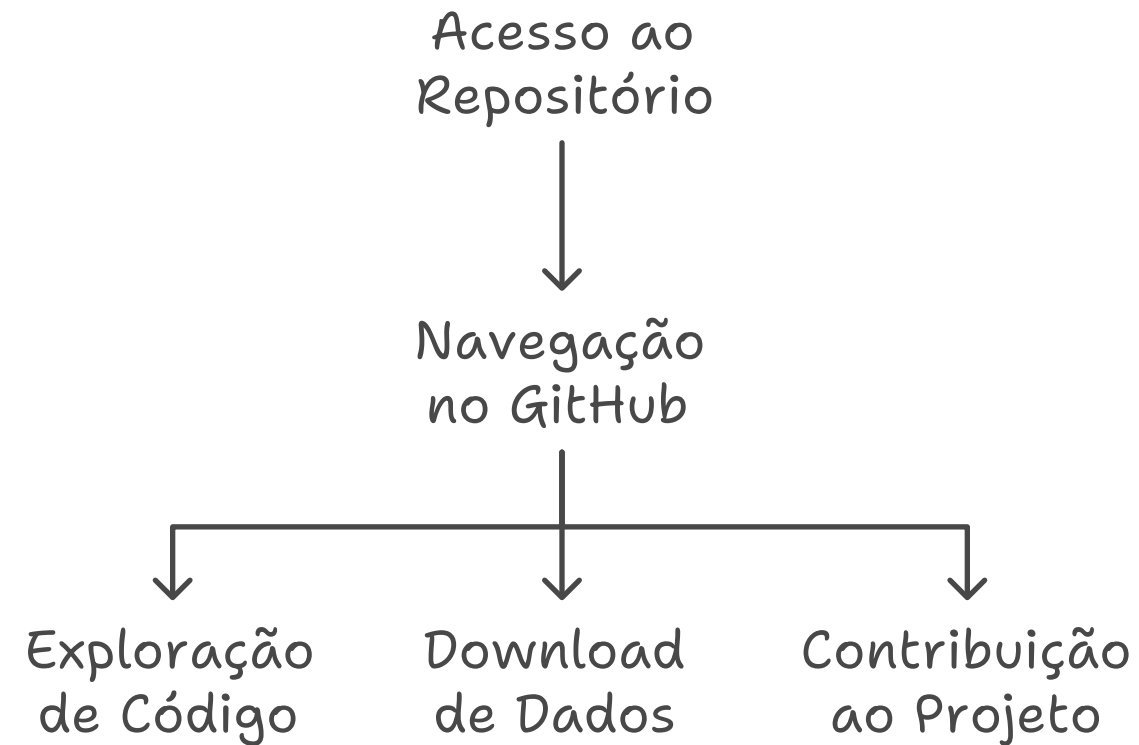 Acesso ao
Repositório
Navegação
no GitHub
Exploração
de Código
Download
de Dados
Contribuição
ao Projeto